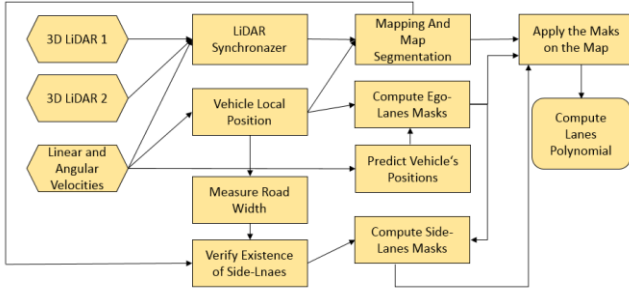 3D LiDAR 1
LiDAR
Synchronazer
Mapping And
Map
Segmentation
Apply the Maks
on the Map
3D LiDAR 2
Vehicle Local
Position
Compute Ego-
Lanes Masks
Compute
Lanes
Polynomial
Linear and
Angular
Velocities
Predict Vehicle's
Positions
Measure Road
Width
Verify Existence
of Side-Lnaes
Compute Side-
Lanes Masks